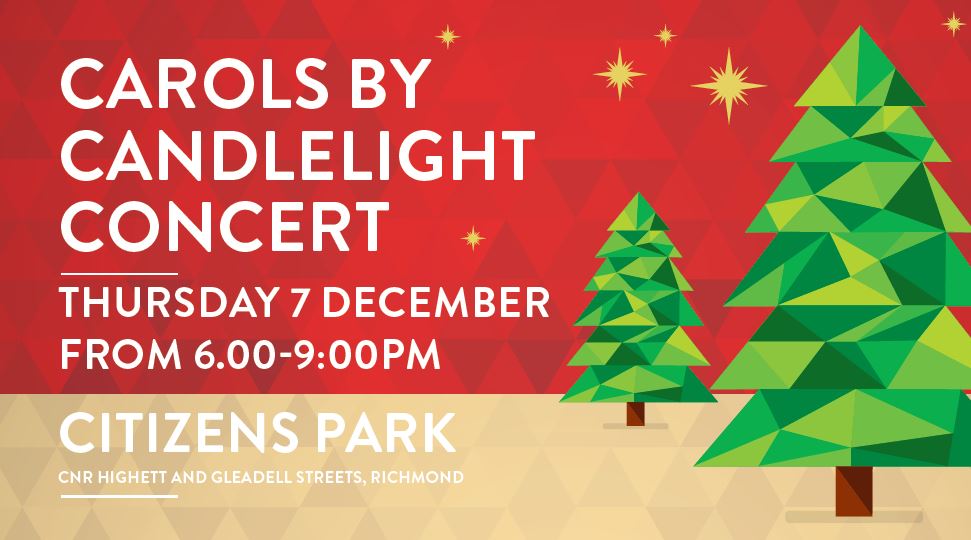 CAROLS BY
CANDLELIGHT
CONCERT
THURSDAY 7 DECEMBER
FROM 6.00-9:00PM
CITIZENS PARK
CNR HIGHETT AND GLEADELL STREETS, RICHMOND